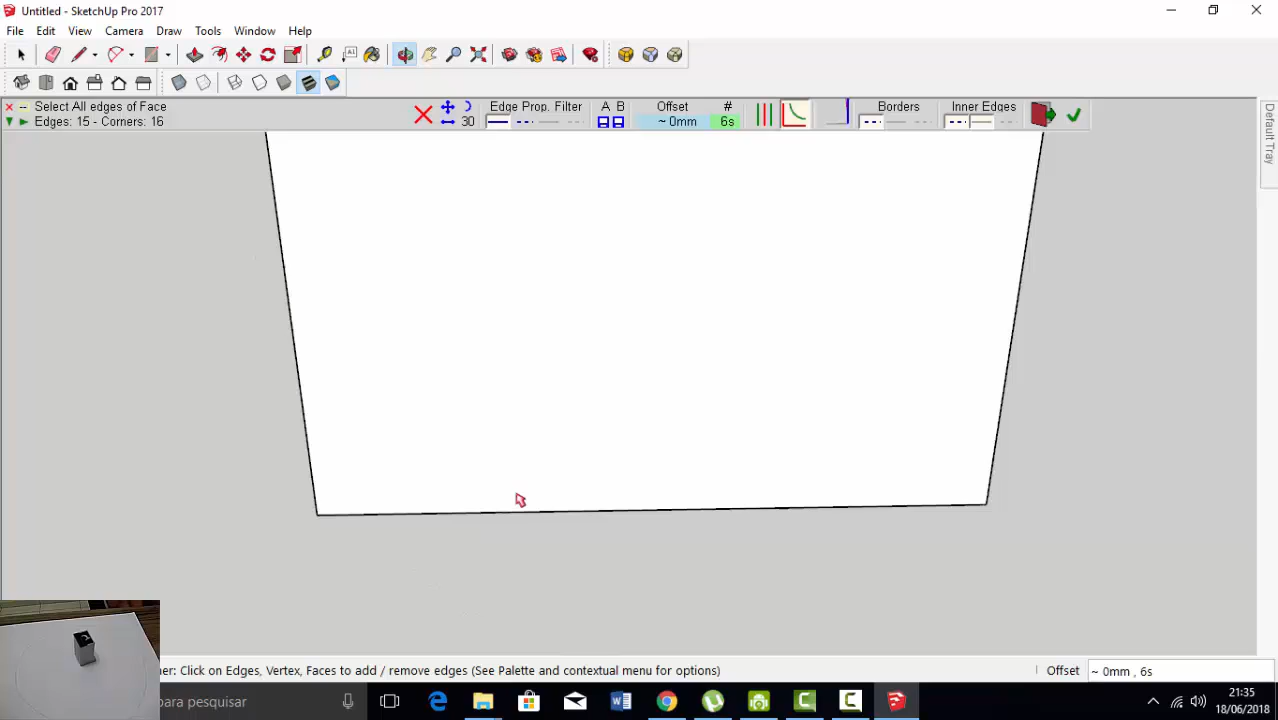 Untitled - SketchUp Pro 2017
File Edit View Camera Draw Tools Window Help
Select All edges of Face
Edges: 15 - Corners: 16
30
Edge Prop. Filter
A B
Offset
~ 0mm
#
6s
Borders
Inner Edges
Default Tray
ner: Click on Edges, Vertex, Faces to add / remove edges (See Palette and contextual menu for options)
Offset
~ 0mm , 6s
para pesquisar
21:35
18/06/2018